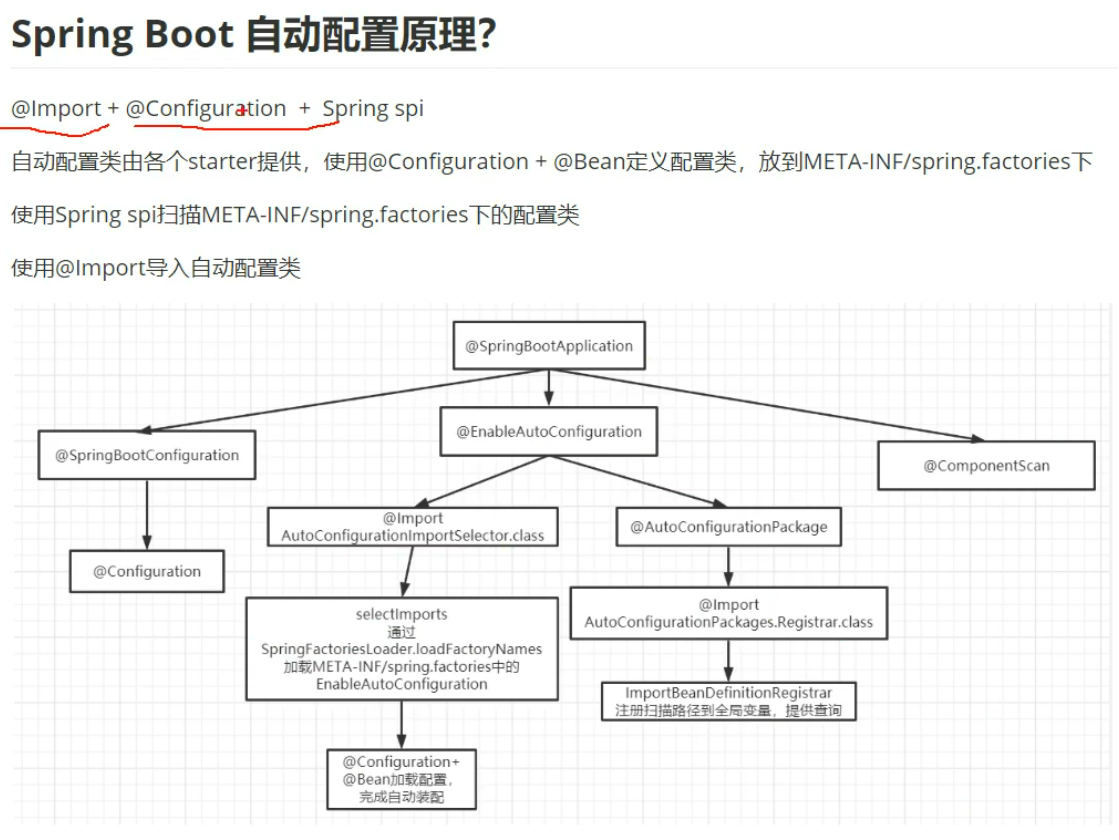 Spring Boot 自动配置原理？
@Import + @Configuration + Spring spi
自动配置类由各个starter提供，使用@Configuration + @Bean定义配置类，放到META-INF/spring.factories下
使用Spring spi扫描META-INF/spring.factories下的配置类
使用@Import导入自动配置类
@SpringBootApplication
@SpringBootConfiguration
@EnableAutoConfiguration
@ComponentScan
@Configuration
@Import
AutoConfigurationImportSelector.class
@AutoConfigurationPackage
selectImports
通过
SpringFactoriesLoader.loadFactoryNames
加载META-INF/spring.factories中的
EnableAutoConfiguration
@Import
AutoConfigurationPackages.Registrar.class
ImportBeanDefinitionRegistrar
注册扫描路径到全局变量，提供查询
@Configuration+
@Bean加载配置，
完成自动装配